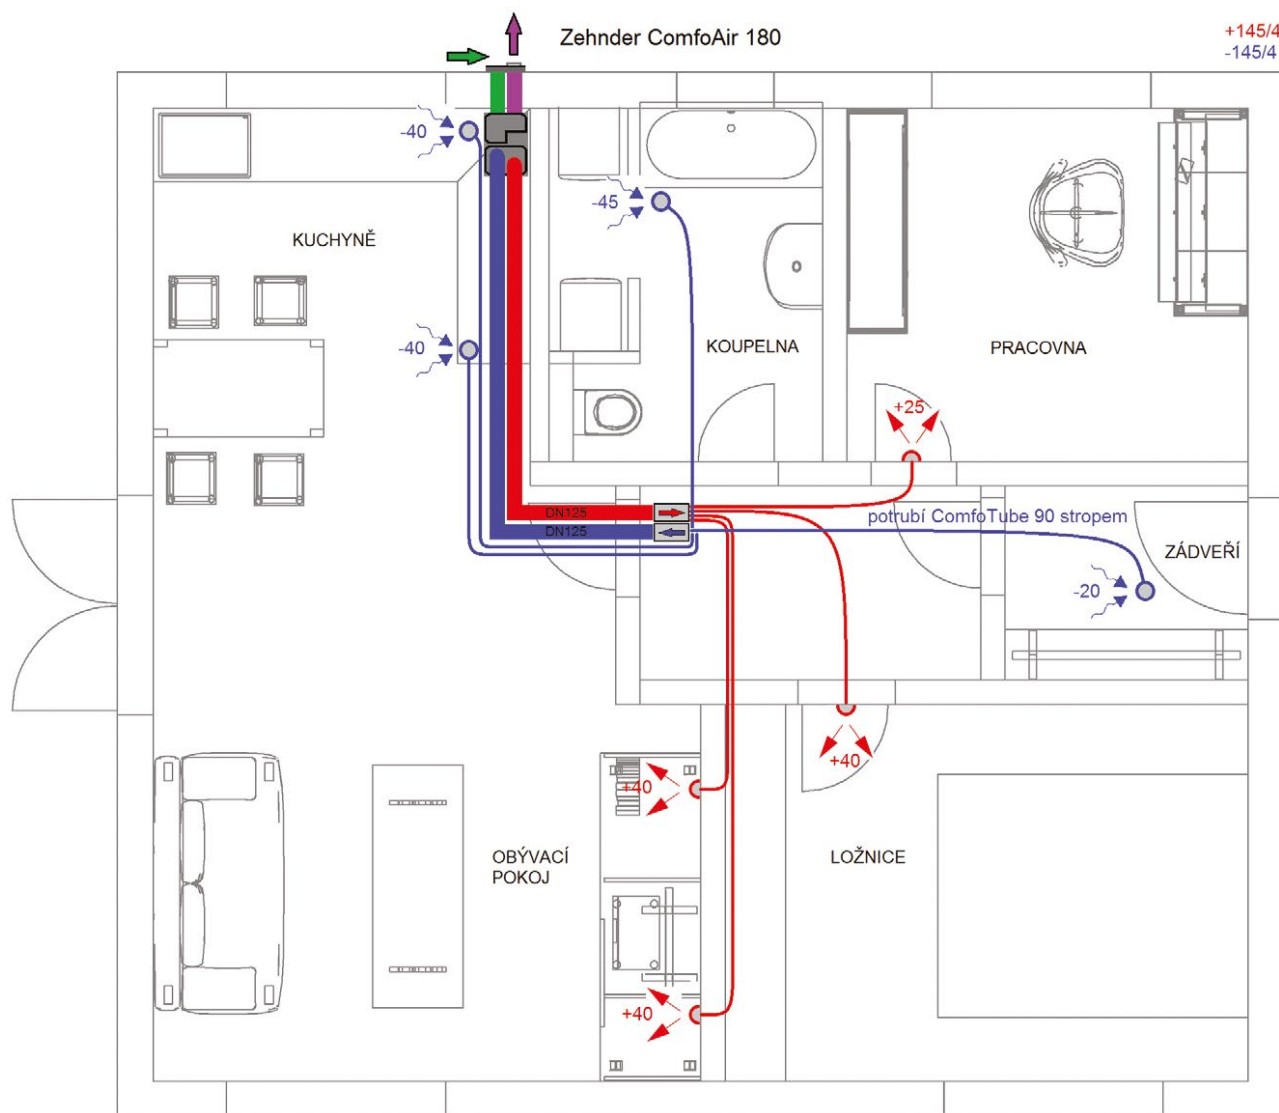 Zehnder ComfoAir 180
+145/4
-145/4
-40
-45
KUCHYNĚ
-40
KOUPELNA
PRACOVNA
+25
DN125
DN125
potrubí ComfoTube 90 stropem
ZÁDVEŘÍ
-20
+40
+40
OBÝVACÍ
POKOJ
LOŽNICE
+40